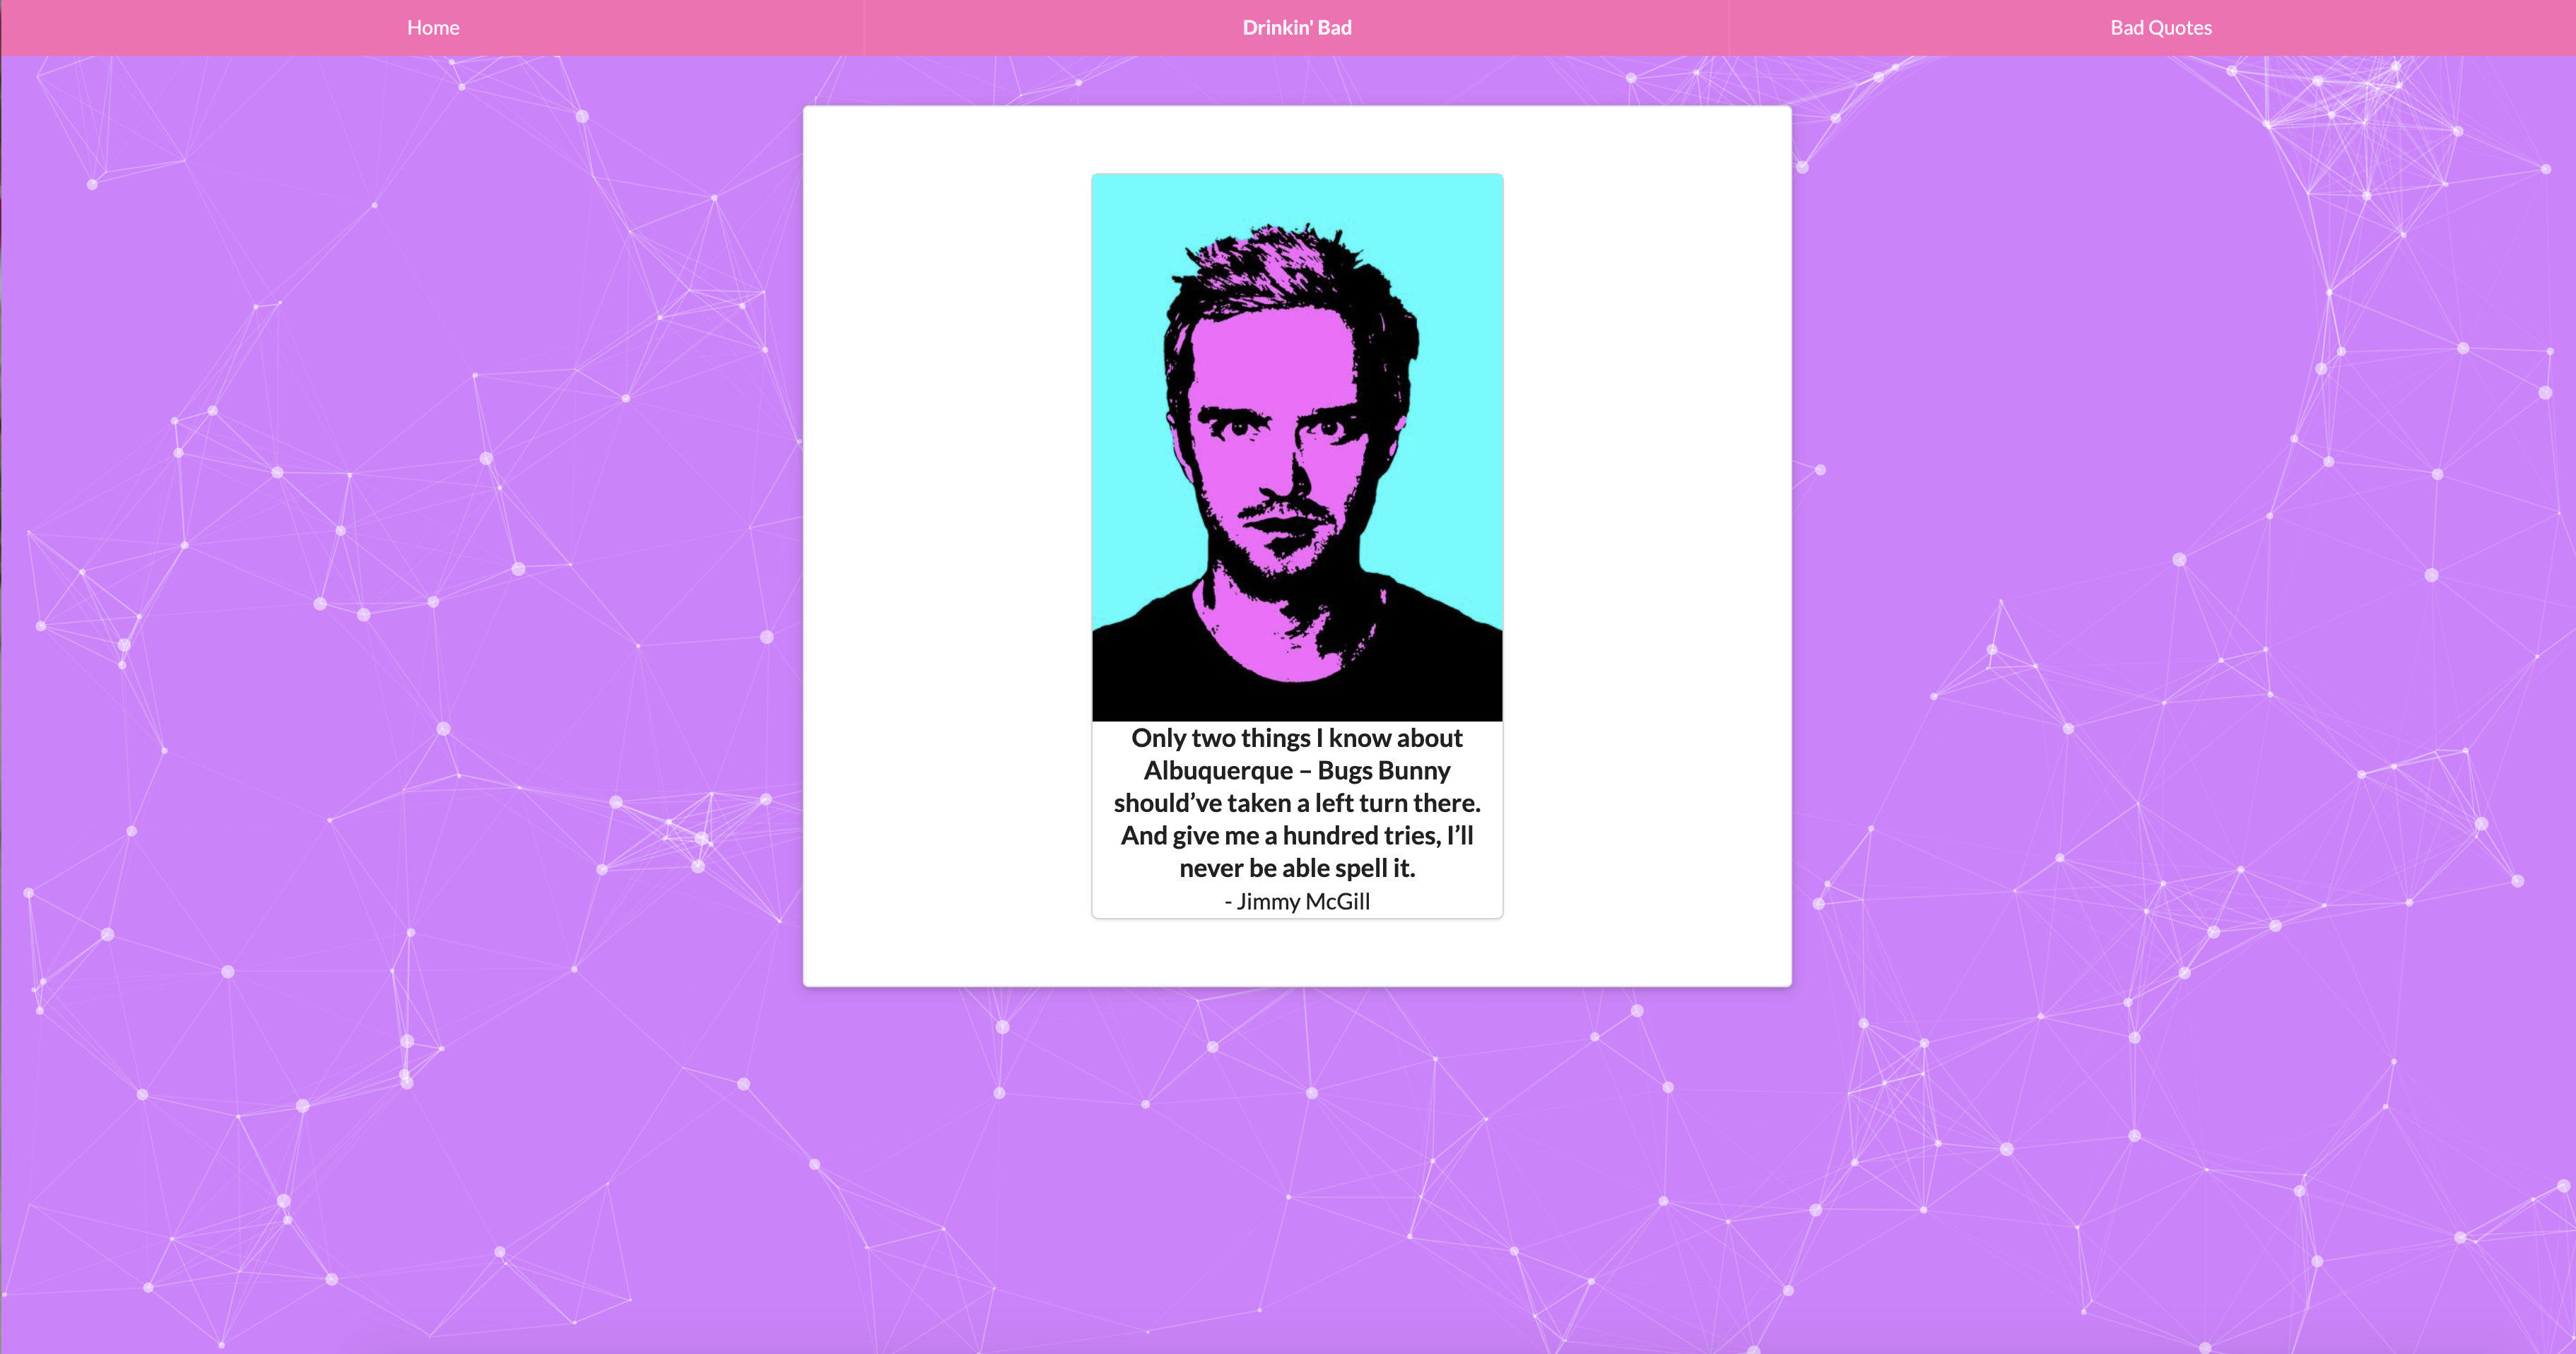 Home
Drinkin' Bad
Bad Quotes
Only two things I know about
Albuquerque – Bugs Bunny
should’ve taken a left turn there.
And give me a hundred tries, I’ll
never be able spell it.
- Jimmy McGill